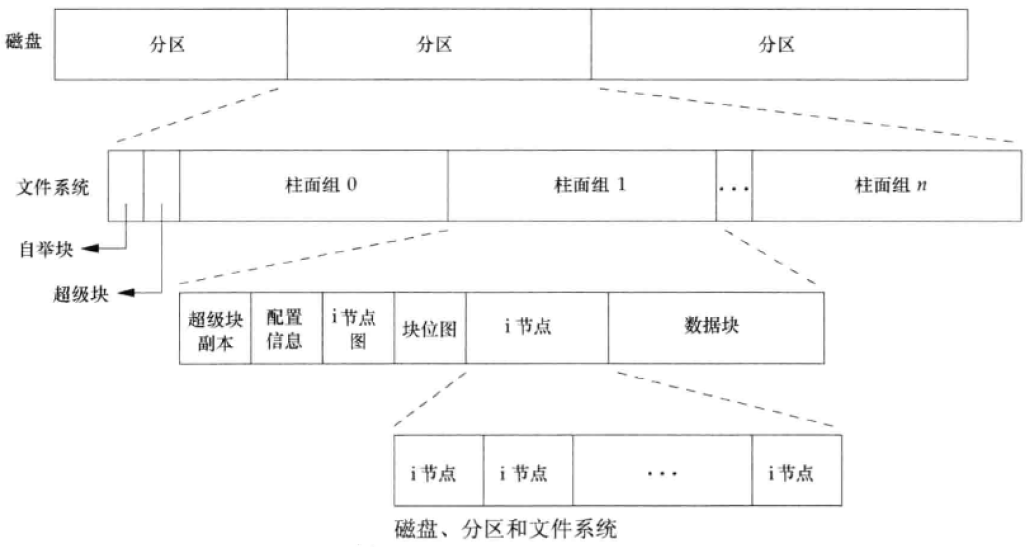 磁盘
分区
分区
分区
文件系统
柱面组 0
柱面组 1
···
柱面组 n
自举块
超级块
超级块
副本
配置
信息
i节点
图
块位图
i 节点
数据块
i 节点
i 节点
···
i 节点
磁盘、分区和文件系统